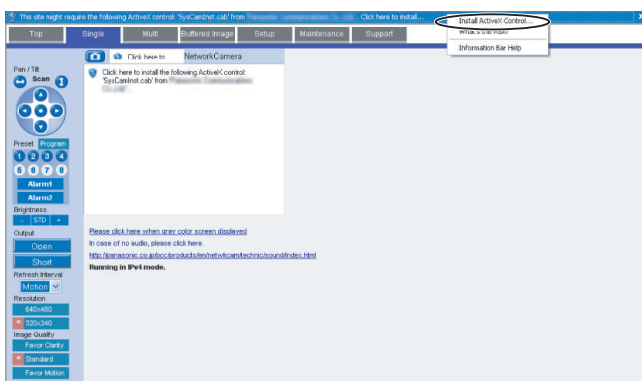 This site might require the following ActiveX control: 'SysCamInst.cab' from . Click here to install...
Install ActiveX Control...
What's the Risk?
Information Bar Help
Top Single Multi Buffered Image Setup Maintenance Support
Click here to NetworkCamera
Click here to install the following ActiveX control: 'SysCamInst.cab' from
Pan / Tilt
Scan
Preset Program
1 2 3 4
5 6 7 8
Alarm1
Alarm2
Brightness
- STD +
Output
Open
Short
Refresh Interval
Motion
Resolution
640x480
* 320x240
Image Quality
Favor Clarity
* Standard
Favor Motion
Please click here when gray color screen displayed
In case of no audio, please click here.
http://panasonic.co.jp/pcc/products/en/netwkcam/technic/sound/index.html
Running in IPv4 mode.